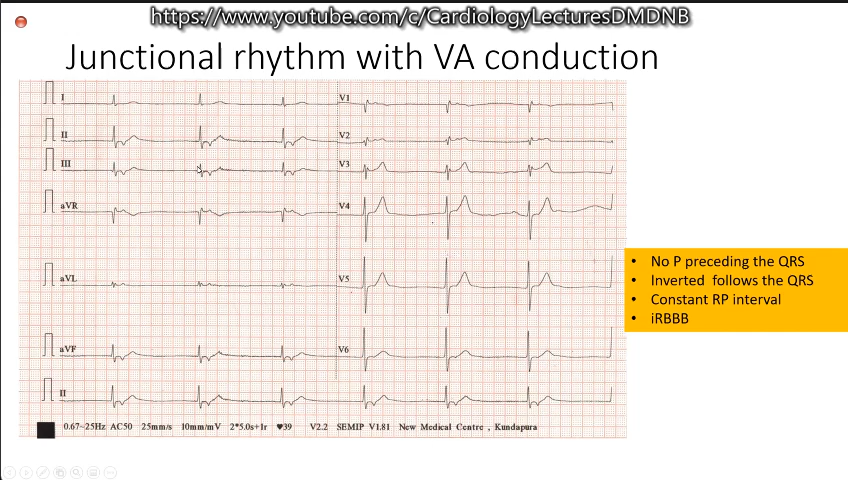 https://www.youtube.com/c/CardiologyLecturesDMDNB
Junctional rhythm with VA conduction
I
V1
II
V2
III
V3
aVR
V4
aVL
V5
aVF
V6
II
0.67~25Hz AC50 25mm/s 10mm/mV 2*5.0s+1r ♥39 V2.2 SEMIP V1.81 New Medical Centre , Kundapura
• No P preceding the QRS
• Inverted follows the QRS
• Constant RP interval
• iRBBB